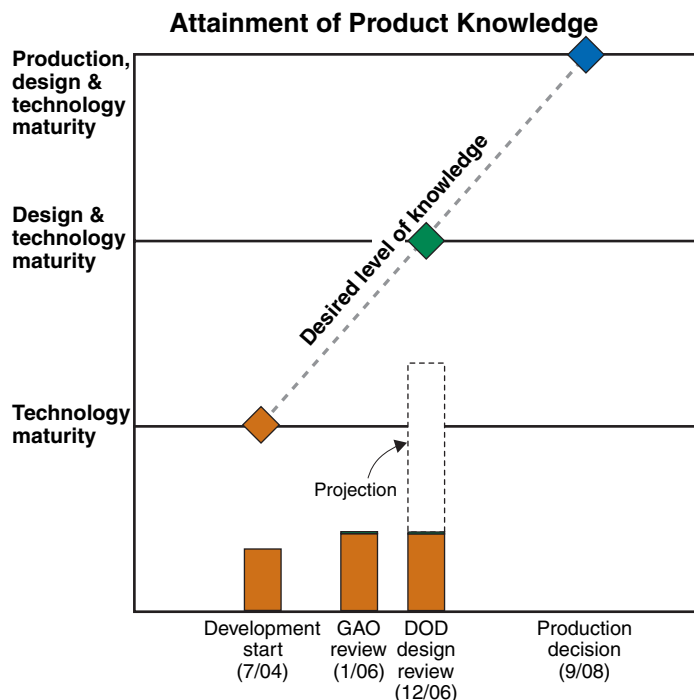 Attainment of Product Knowledge
Production,
design &
technology
maturity
Design &
technology
maturity
Desired level of knowledge
Technology
maturity
Projection
Development
start
(7/04)
GAO
review
(1/06)
DOD
design
review
(12/06)
Production
decision
(9/08)